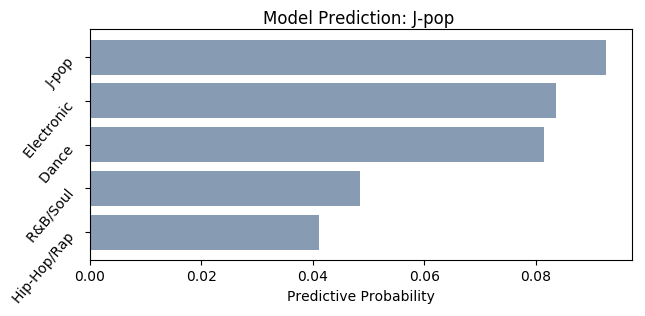 Model Prediction: J-pop
J-pop
Electronic
Dance
R&B/Soul
Hip-Hop/Rap
0.00 0.02 0.04 0.06 0.08
Predictive Probability